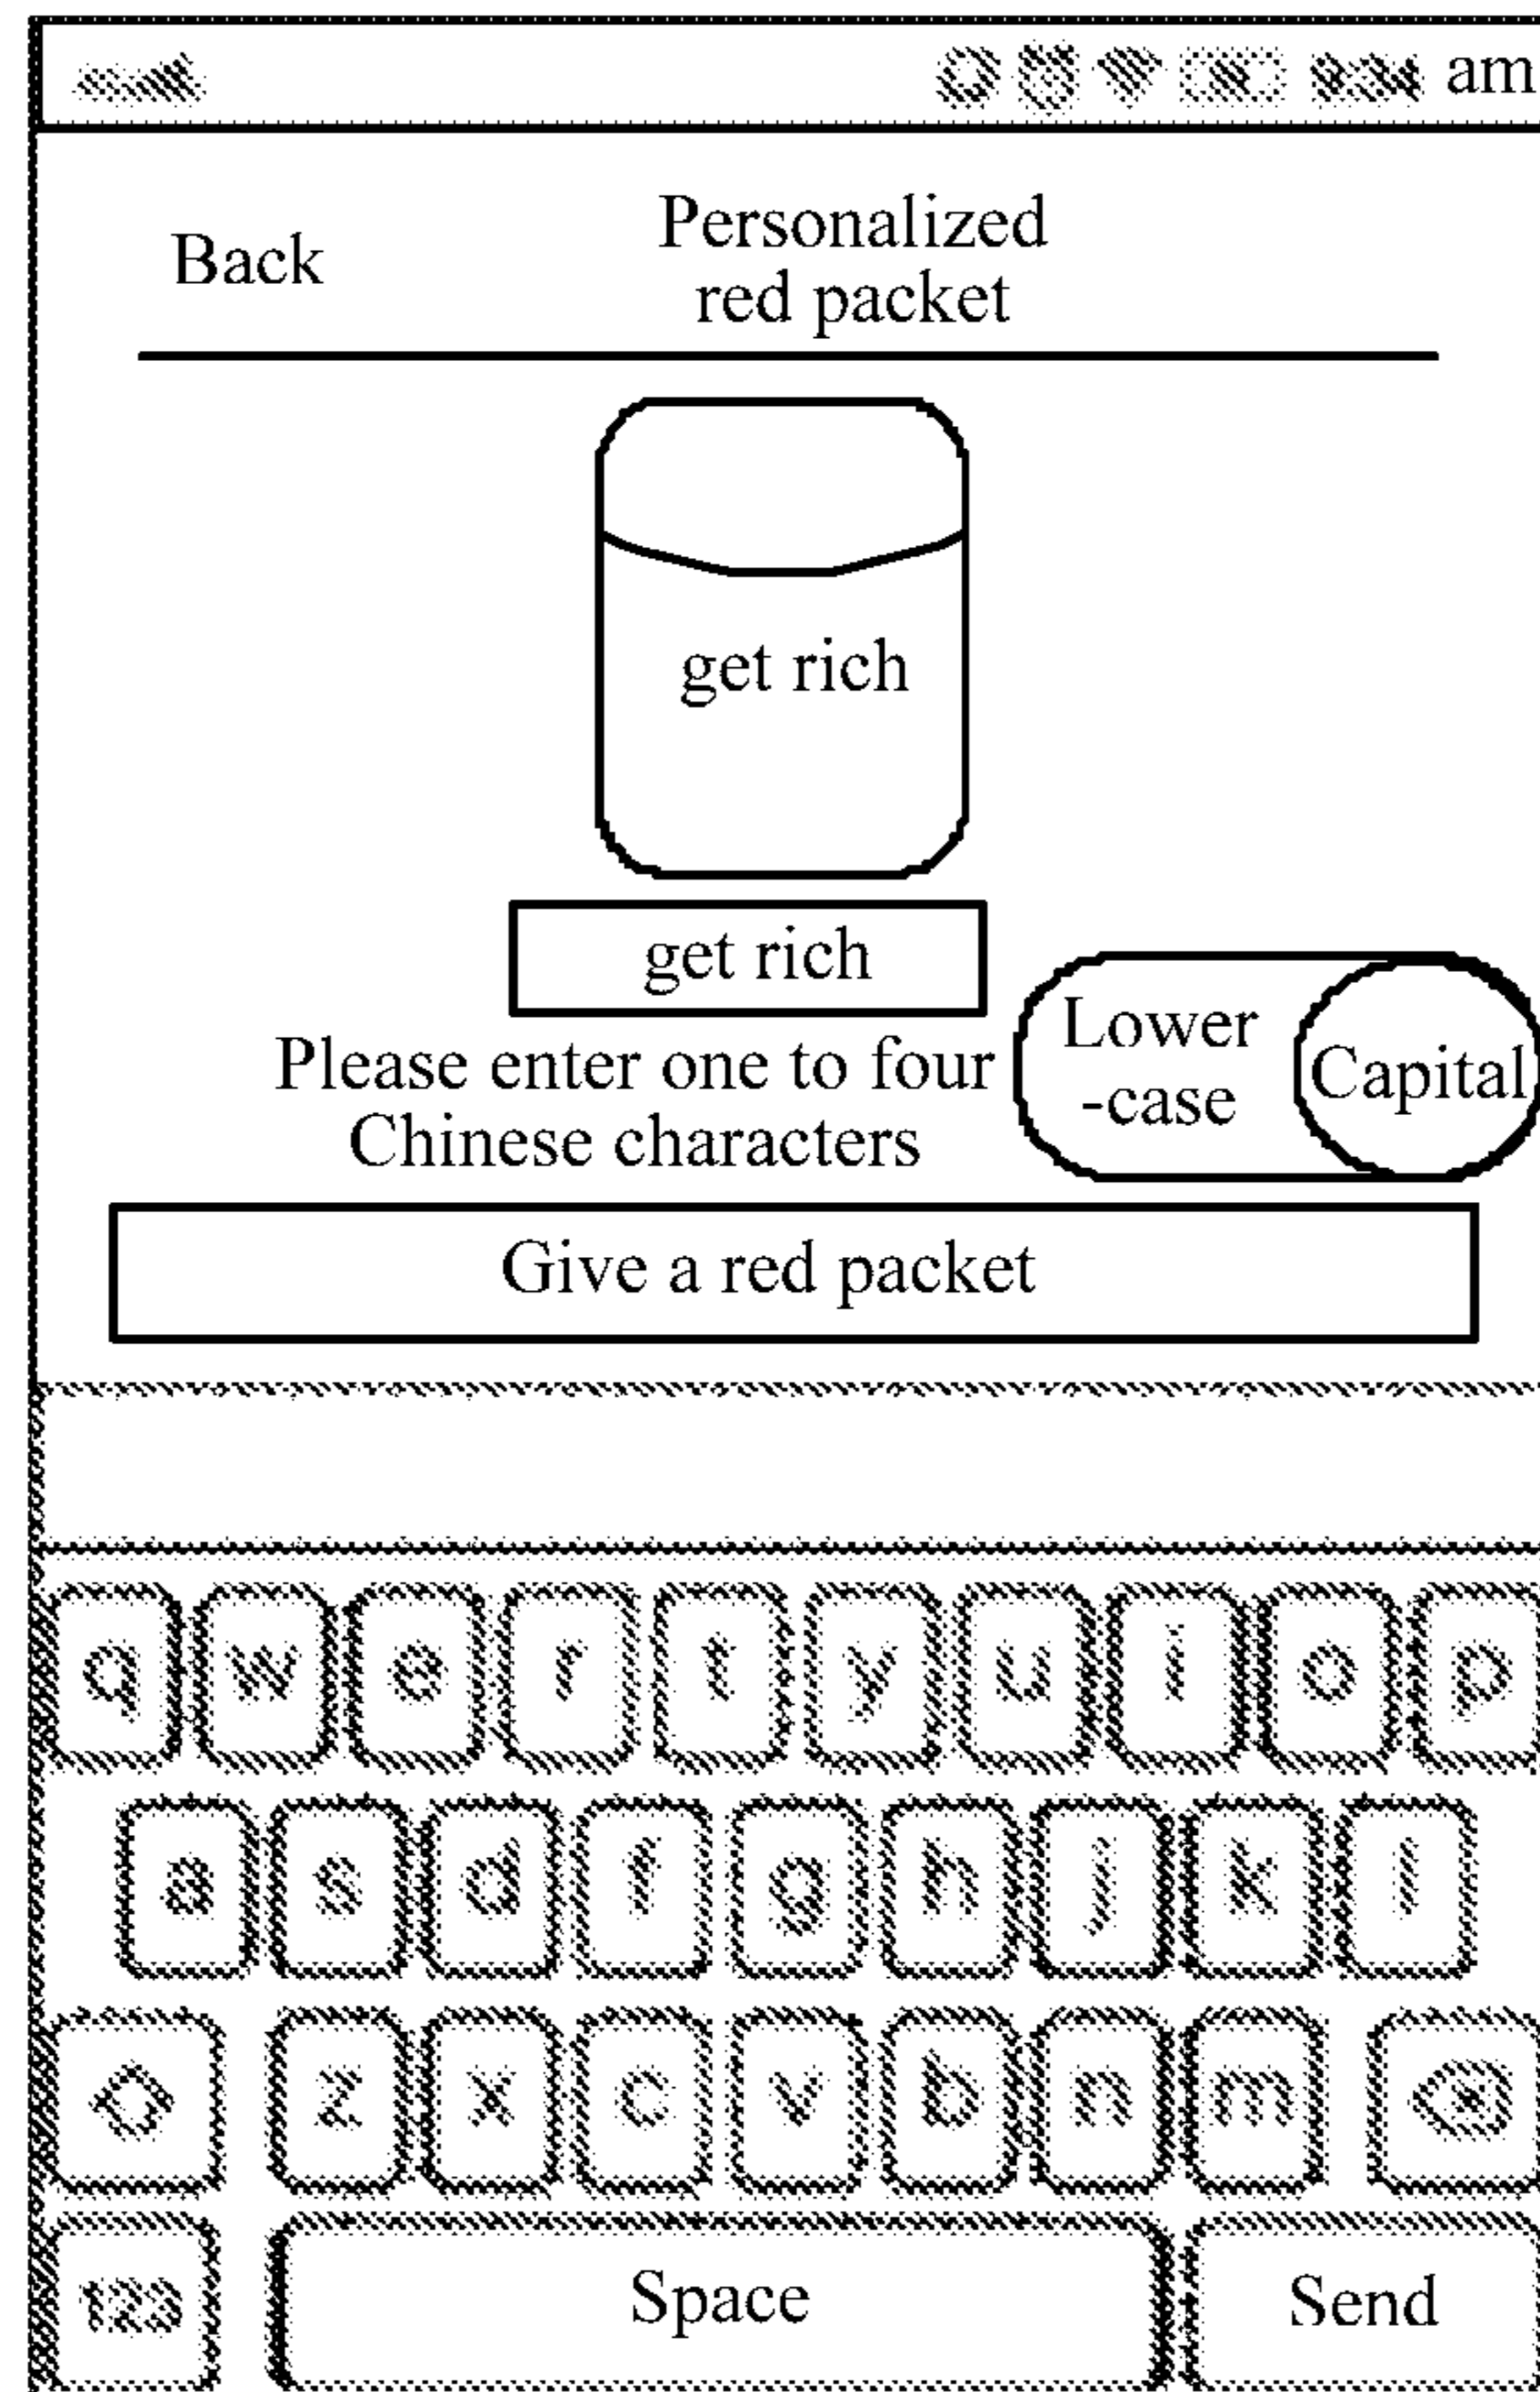 am
Back
Personalized
red packet
get rich
get rich
Please enter one to four
Chinese characters
Lower
-case
Capital
Give a red packet
q w e r t y u i o p
a s d f g h j k l
z x c v b n m
123 Space Send